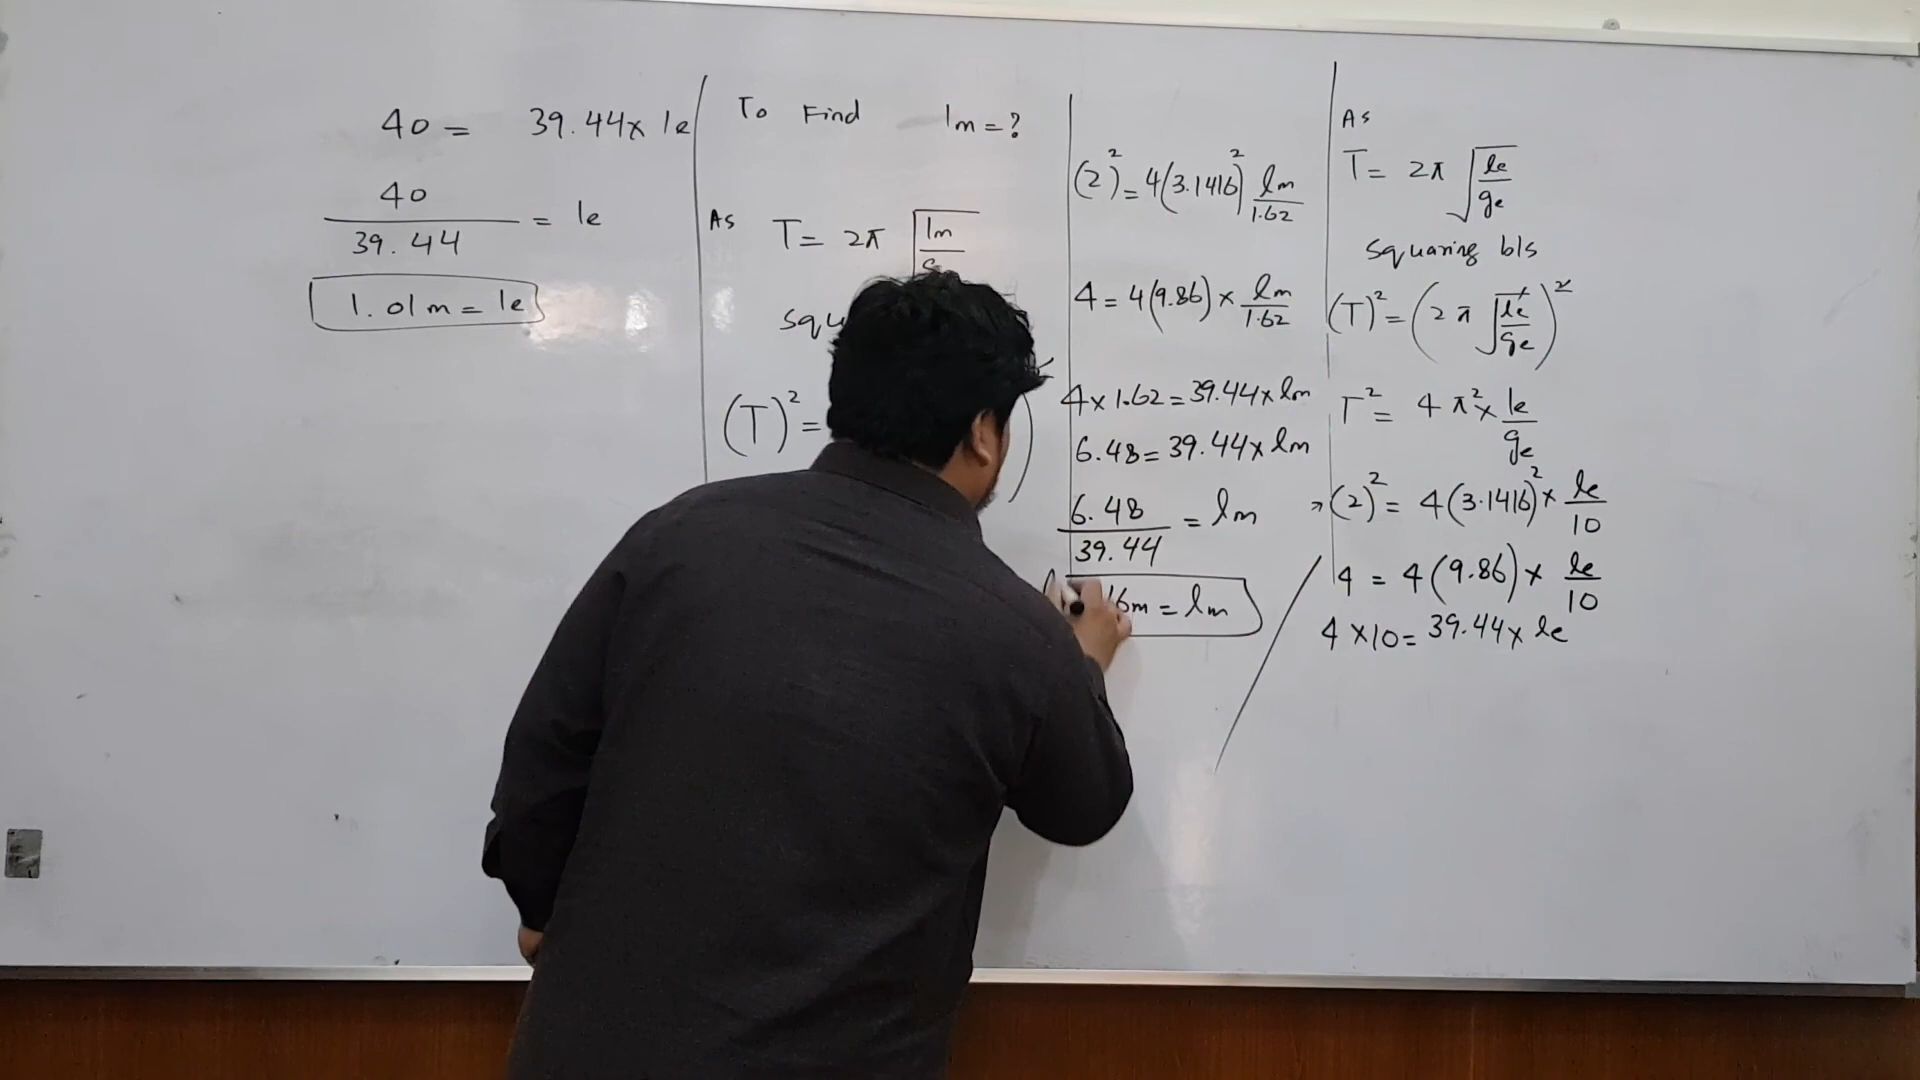 40 = 39.44 x le
40 / 39.44 = le
1.01m = le
To Find lm = ?
As T = 2π √(lm /
squ
(T)² =
(2)² = 4(3.1416)² lm / 1.62
4 = 4(9.86) x lm / 1.62
4 x 1.62 = 39.44 x lm
6.48 = 39.44 x lm
6.48 / 39.44 = lm
16m = lm
As
T = 2π √(le / ge)
squaring b/s
(T)² = (2π √(le / ge))²
T² = 4π² x le / ge
(2)² = 4(3.1416)² x le / 10
4 = 4(9.86) x le / 10
4 x 10 = 39.44 x le